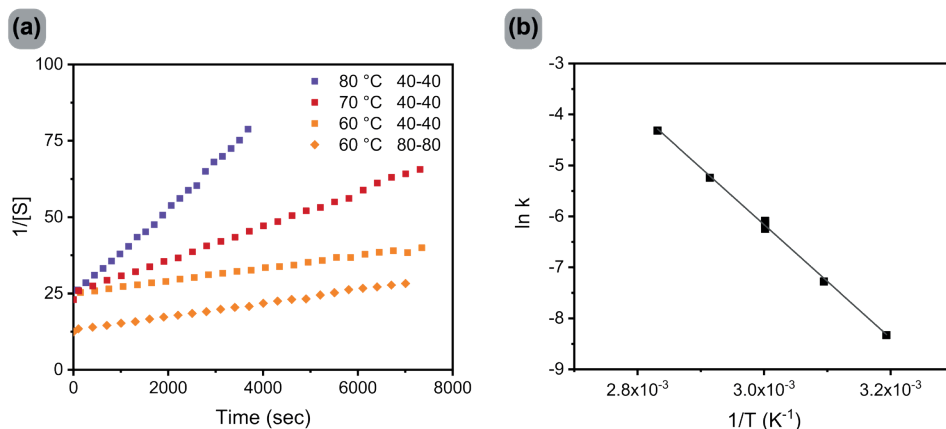 (a)
100
75
50
25
0
1/[S]
80 °C 40-40
70 °C 40-40
60 °C 40-40
60 °C 80-80
0 2000 4000 6000 8000
Time (sec)
(b)
-3
-4
-5
-6
-7
-8
-9
ln k
2.8x10⁻³ 3.0x10⁻³ 3.2x10⁻³
1/T (K⁻¹)